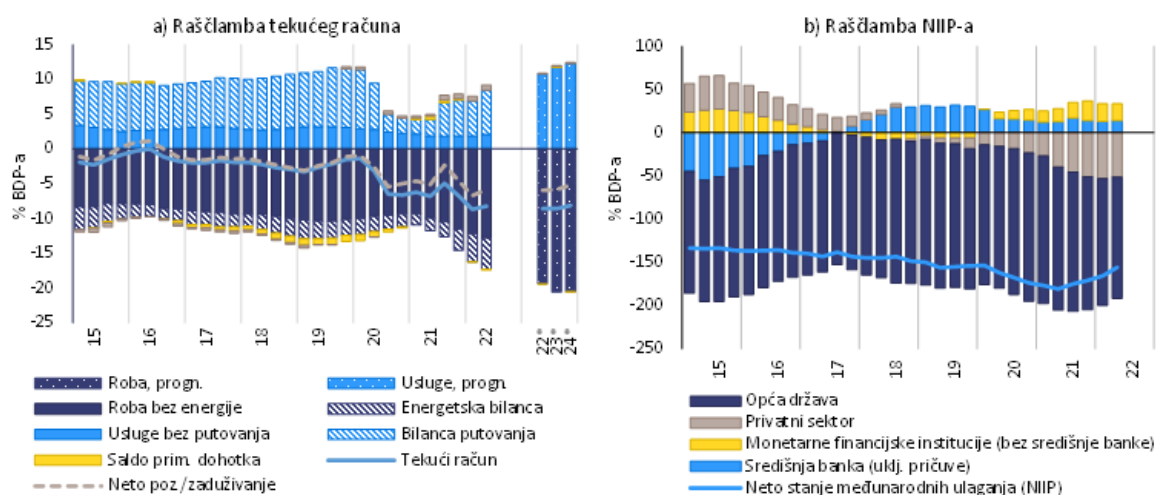 a) Raščlamba tekućeg računa
15
10
5
0
-5
-10
-15
-20
-25
% BDP-a
15
16
17
18
19
20
21
22
22*
23*
24*
Roba, progn.
Usluge, progn.
Roba bez energije
Energetska bilanca
Usluge bez putovanja
Bilanca putovanja
Saldo prim. dohotka
Tekući račun
Neto poz./zaduživanje
b) Raščlamba NIIP-a
100
50
0
-50
-100
-150
-200
-250
% BDP-a
15
16
17
18
19
20
21
22
Opća država
Privatni sektor
Monetarne financijske institucije (bez središnje banke)
Središnja banka (uklj. pričuve)
Neto stanje međunarodnih ulaganja (NIIP)